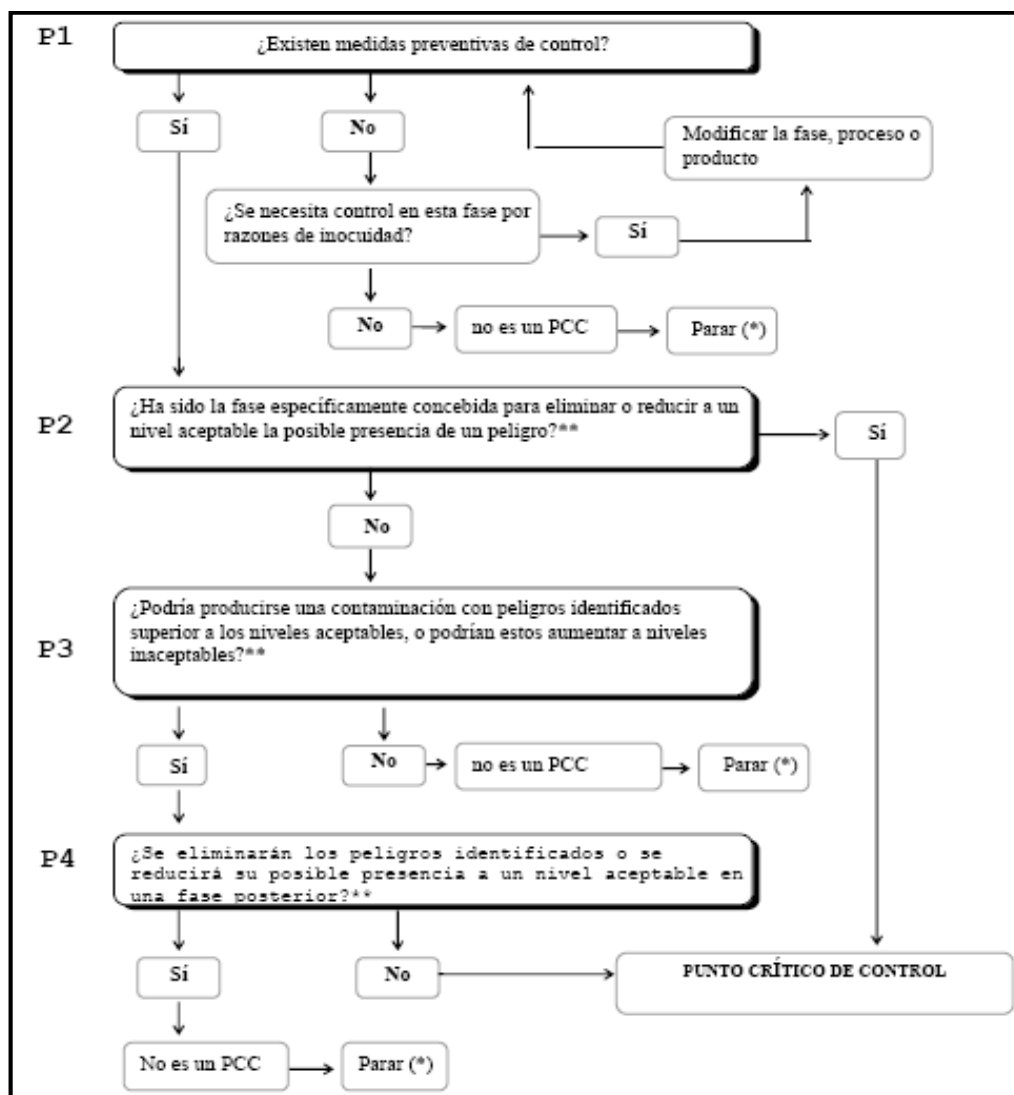 P1
¿Existen medidas preventivas de control?
Sí
No
Modificar la fase, proceso o
producto
¿Se necesita control en esta fase por
razones de inocuidad?
Sí
No
no es un PCC
Parar (*)
P2
¿Ha sido la fase específicamente concebida para eliminar o reducir a un
nivel aceptable la posible presencia de un peligro?**
Sí
No
P3
¿Podría producirse una contaminación con peligros identificados
superior a los niveles aceptables, o podrían estos aumentar a niveles
inaceptables?**
Sí
No
no es un PCC
Parar (*)
P4
¿Se eliminarán los peligros identificados o se
reducirá su posible presencia a un nivel aceptable en
una fase posterior?**
Sí
No
PUNTO CRÍTICO DE CONTROL
No es un PCC
Parar (*)